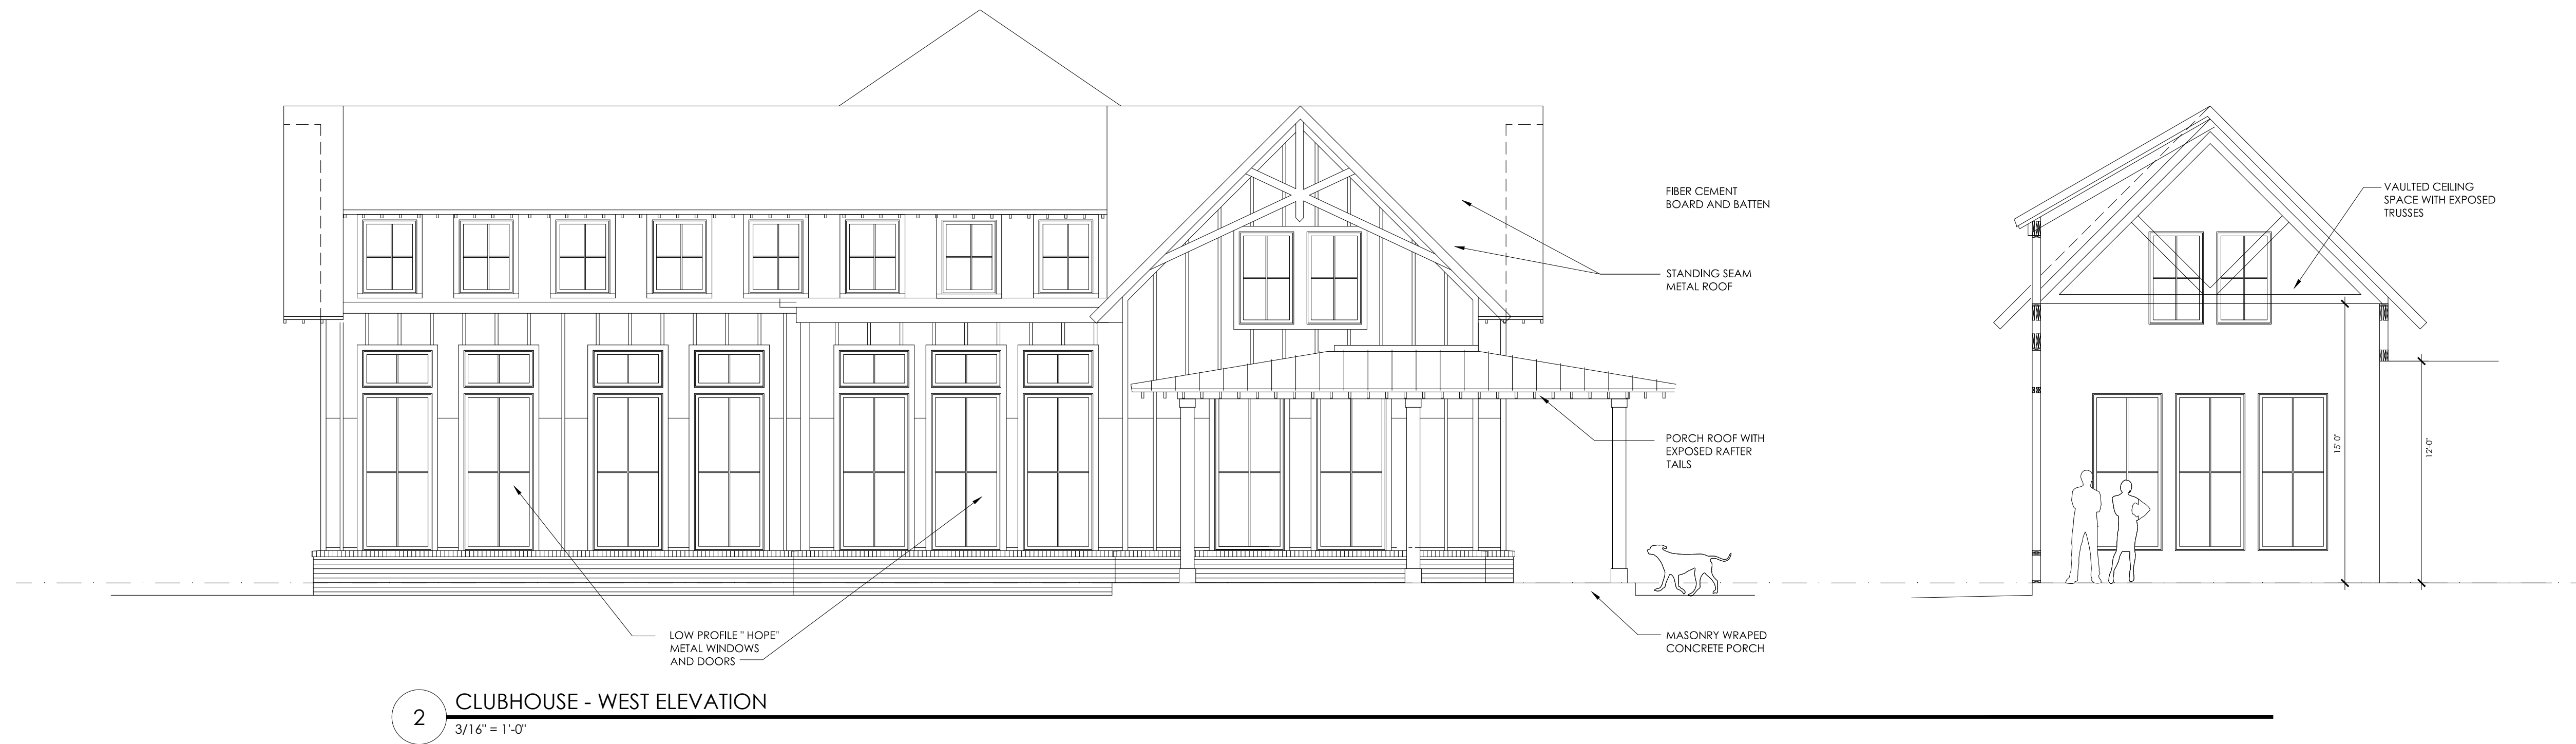 FIBER CEMENT
BOARD AND BATTEN
STANDING SEAM
METAL ROOF
PORCH ROOF WITH
EXPOSED RAFTER
TAILS
MASONRY WRAPED
CONCRETE PORCH
LOW PROFILE " HOPE"
METAL WINDOWS
AND DOORS
VAULTED CEILING
SPACE WITH EXPOSED
TRUSSES
15'-0"
12'-0"
2
CLUBHOUSE - WEST ELEVATION
3/16" = 1'-0"